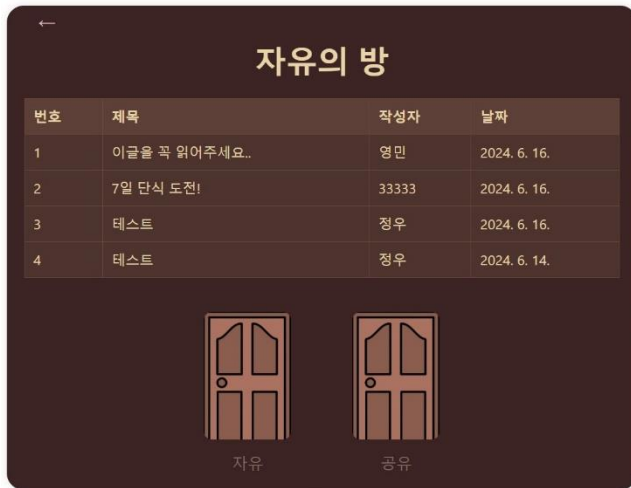 ←
자유의 방
번호 제목 작성자 날짜
1 이글을 꼭 읽어주세요.. 영민 2024. 6. 16.
2 7일 단식 도전! 33333 2024. 6. 16.
3 테스트 정우 2024. 6. 16.
4 테스트 정우 2024. 6. 14.
자유 공유